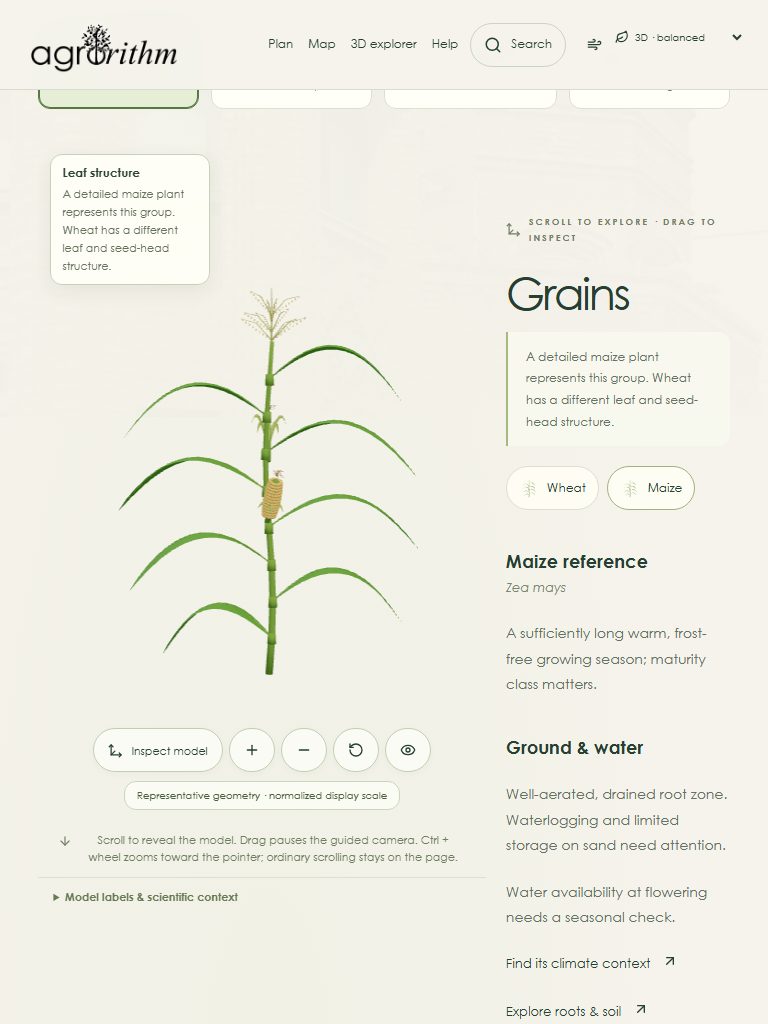 agrorithm
Plan Map 3D explorer Help Search 3D · balanced
Leaf structure
A detailed maize plant
represents this group.
Wheat has a different
leaf and seed-head
structure.
Inspect model
Representative geometry · normalized display scale
Scroll to reveal the model. Drag pauses the guided camera. Ctrl +
wheel zooms toward the pointer; ordinary scrolling stays on the page.
Model labels & scientific context
SCROLL TO EXPLORE · DRAG TO
INSPECT
Grains
A detailed maize plant
represents this group. Wheat
has a different leaf and seed-
head structure.
Wheat Maize
Maize reference
Zea mays
A sufficiently long warm, frost-
free growing season; maturity
class matters.
Ground & water
Well-aerated, drained root zone.
Waterlogging and limited
storage on sand need attention.
Water availability at flowering
needs a seasonal check.
Find its climate context
Explore roots & soil